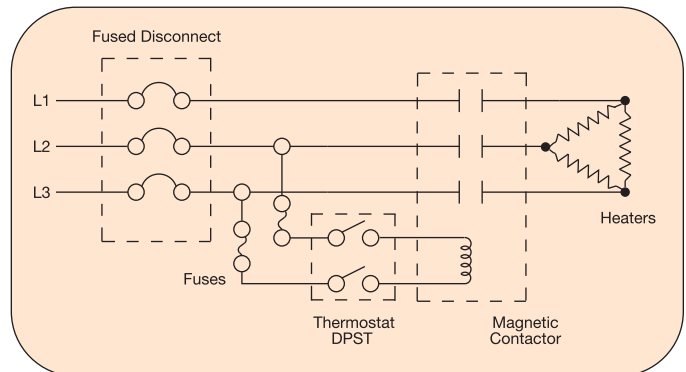 Fused Disconnect
L1
L2
L3
Heaters
Fuses
Thermostat
DPST
Magnetic
Contactor